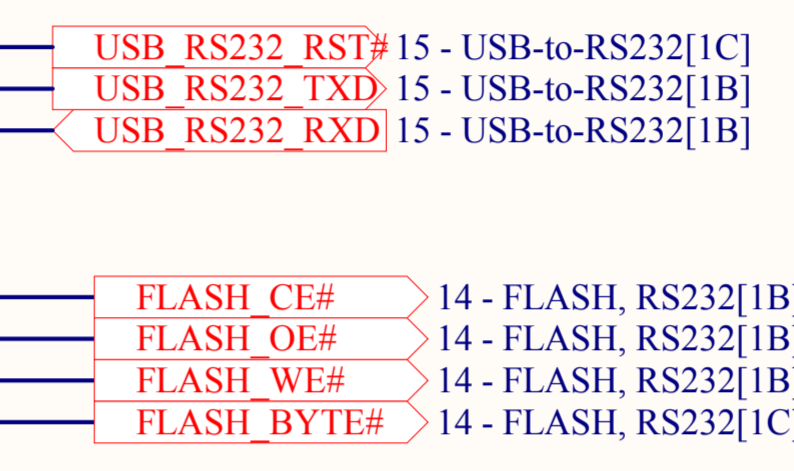 USB_RS232_RST# 15 - USB-to-RS232[1C]
USB_RS232_TXD 15 - USB-to-RS232[1B]
USB_RS232_RXD 15 - USB-to-RS232[1B]
FLASH_CE# 14 - FLASH, RS232[1B]
FLASH_OE# 14 - FLASH, RS232[1B]
FLASH_WE# 14 - FLASH, RS232[1B]
FLASH_BYTE# 14 - FLASH, RS232[1C]